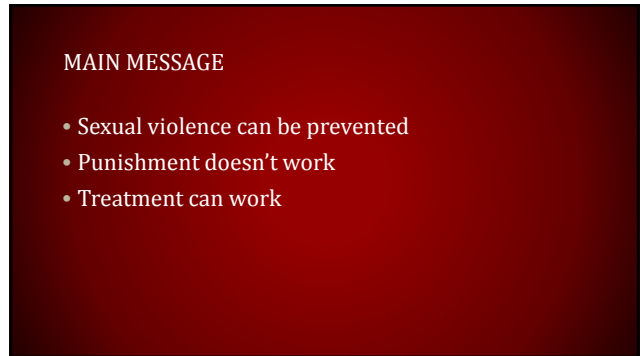 MAIN MESSAGE
• Sexual violence can be prevented
• Punishment doesn’t work
• Treatment can work